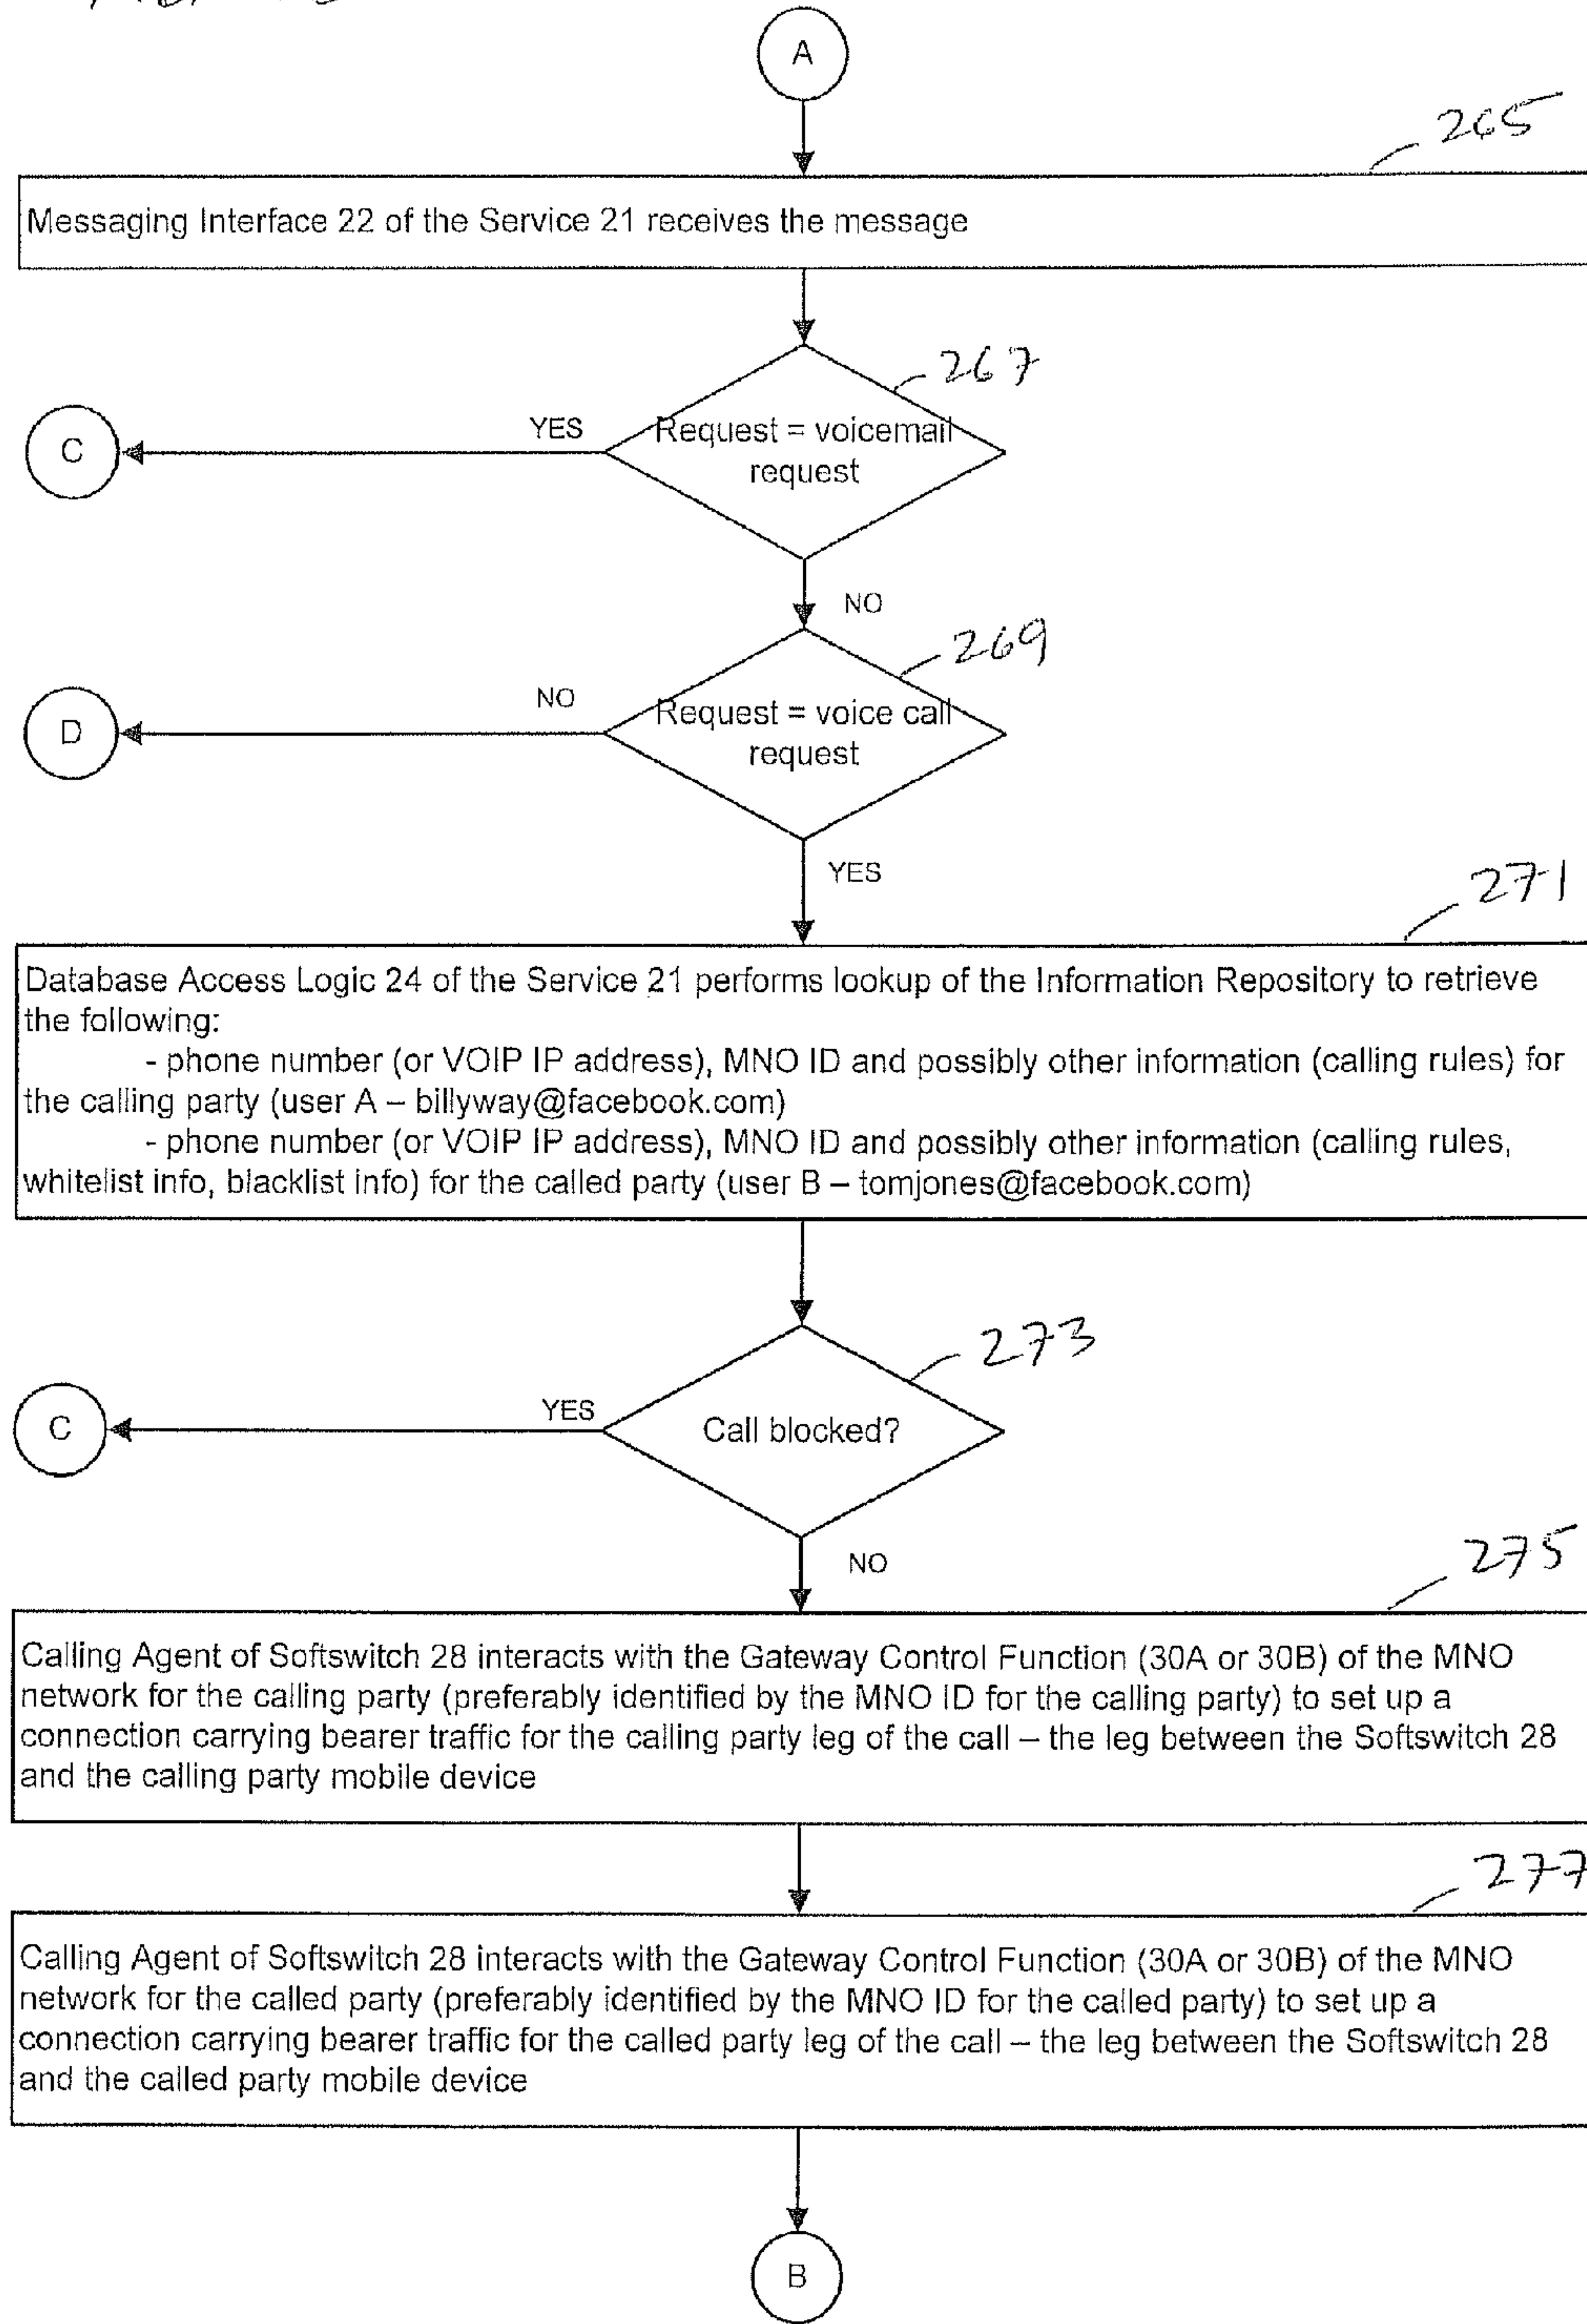 A
265
Messaging Interface 22 of the Service 21 receives the message
267
YES
Request = voicemail
request
C
NO
269
NO
Request = voice call
request
D
YES
271
Database Access Logic 24 of the Service 21 performs lookup of the Information Repository to retrieve
the following:
- phone number (or VOIP IP address), MNO ID and possibly other information (calling rules) for
the calling party (user A – billyway@facebook.com)
- phone number (or VOIP IP address), MNO ID and possibly other information (calling rules,
whitelist info, blacklist info) for the called party (user B – tomjones@facebook.com)
273
YES
Call blocked?
C
NO
275
Calling Agent of Softswitch 28 interacts with the Gateway Control Function (30A or 30B) of the MNO
network for the calling party (preferably identified by the MNO ID for the calling party) to set up a
connection carrying bearer traffic for the calling party leg of the call – the leg between the Softswitch 28
and the calling party mobile device
277
Calling Agent of Softswitch 28 interacts with the Gateway Control Function (30A or 30B) of the MNO
network for the called party (preferably identified by the MNO ID for the called party) to set up a
connection carrying bearer traffic for the called party leg of the call – the leg between the Softswitch 28
and the called party mobile device
B